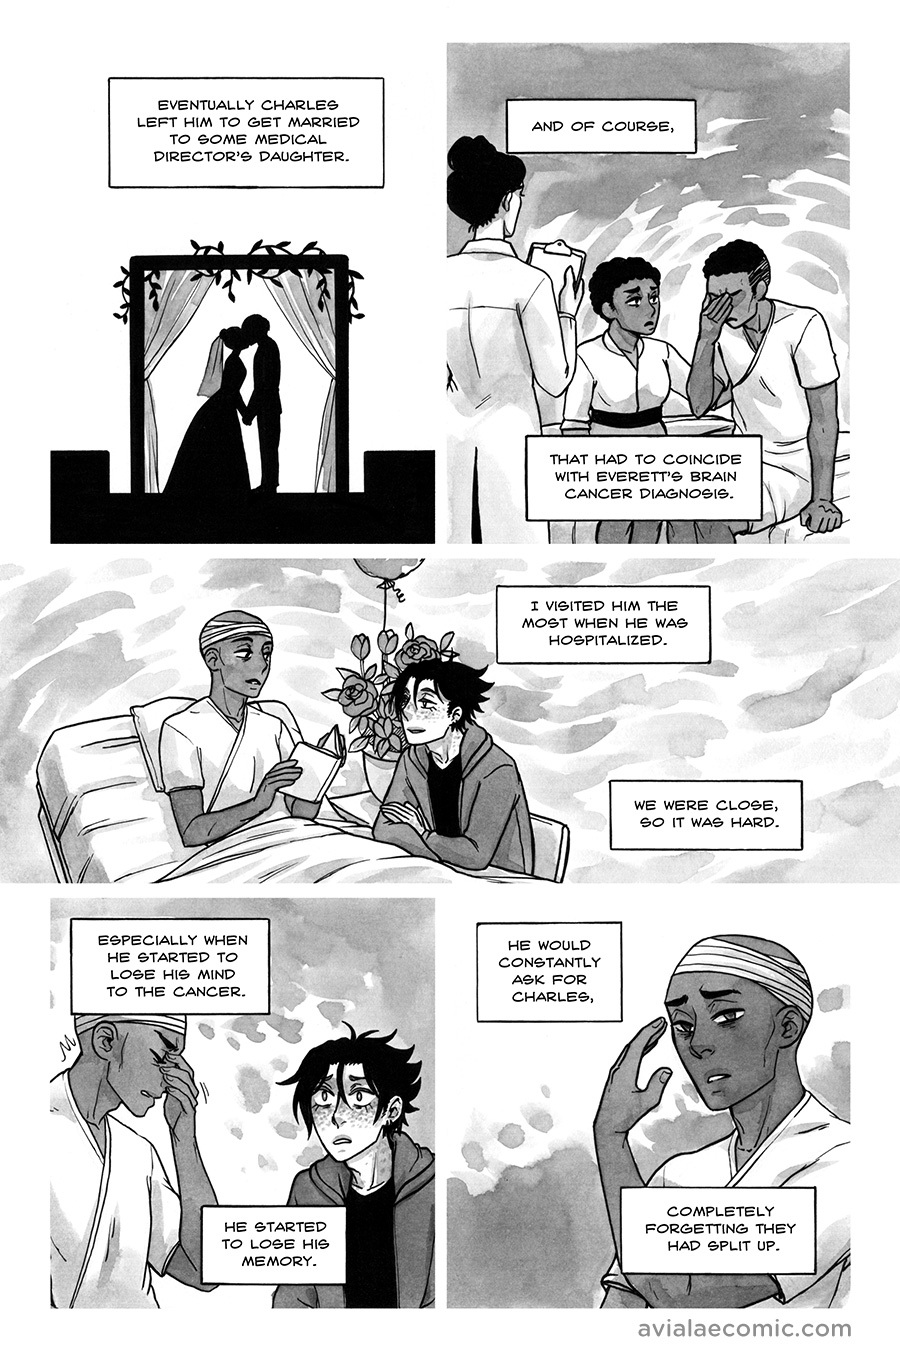 EVENTUALLY CHARLES
LEFT HIM TO GET MARRIED
TO SOME MEDICAL
DIRECTOR'S DAUGHTER.
AND OF COURSE,
THAT HAD TO COINCIDE
WITH EVERETT'S BRAIN
CANCER DIAGNOSIS.
I VISITED HIM THE
MOST WHEN HE WAS
HOSPITALIZED.
WE WERE CLOSE,
SO IT WAS HARD.
ESPECIALLY WHEN
HE STARTED TO
LOSE HIS MIND
TO THE CANCER.
HE STARTED
TO LOSE HIS
MEMORY.
HE WOULD
CONSTANTLY
ASK FOR
CHARLES,
COMPLETELY
FORGETTING THEY
HAD SPLIT UP.
avialaecomic.com